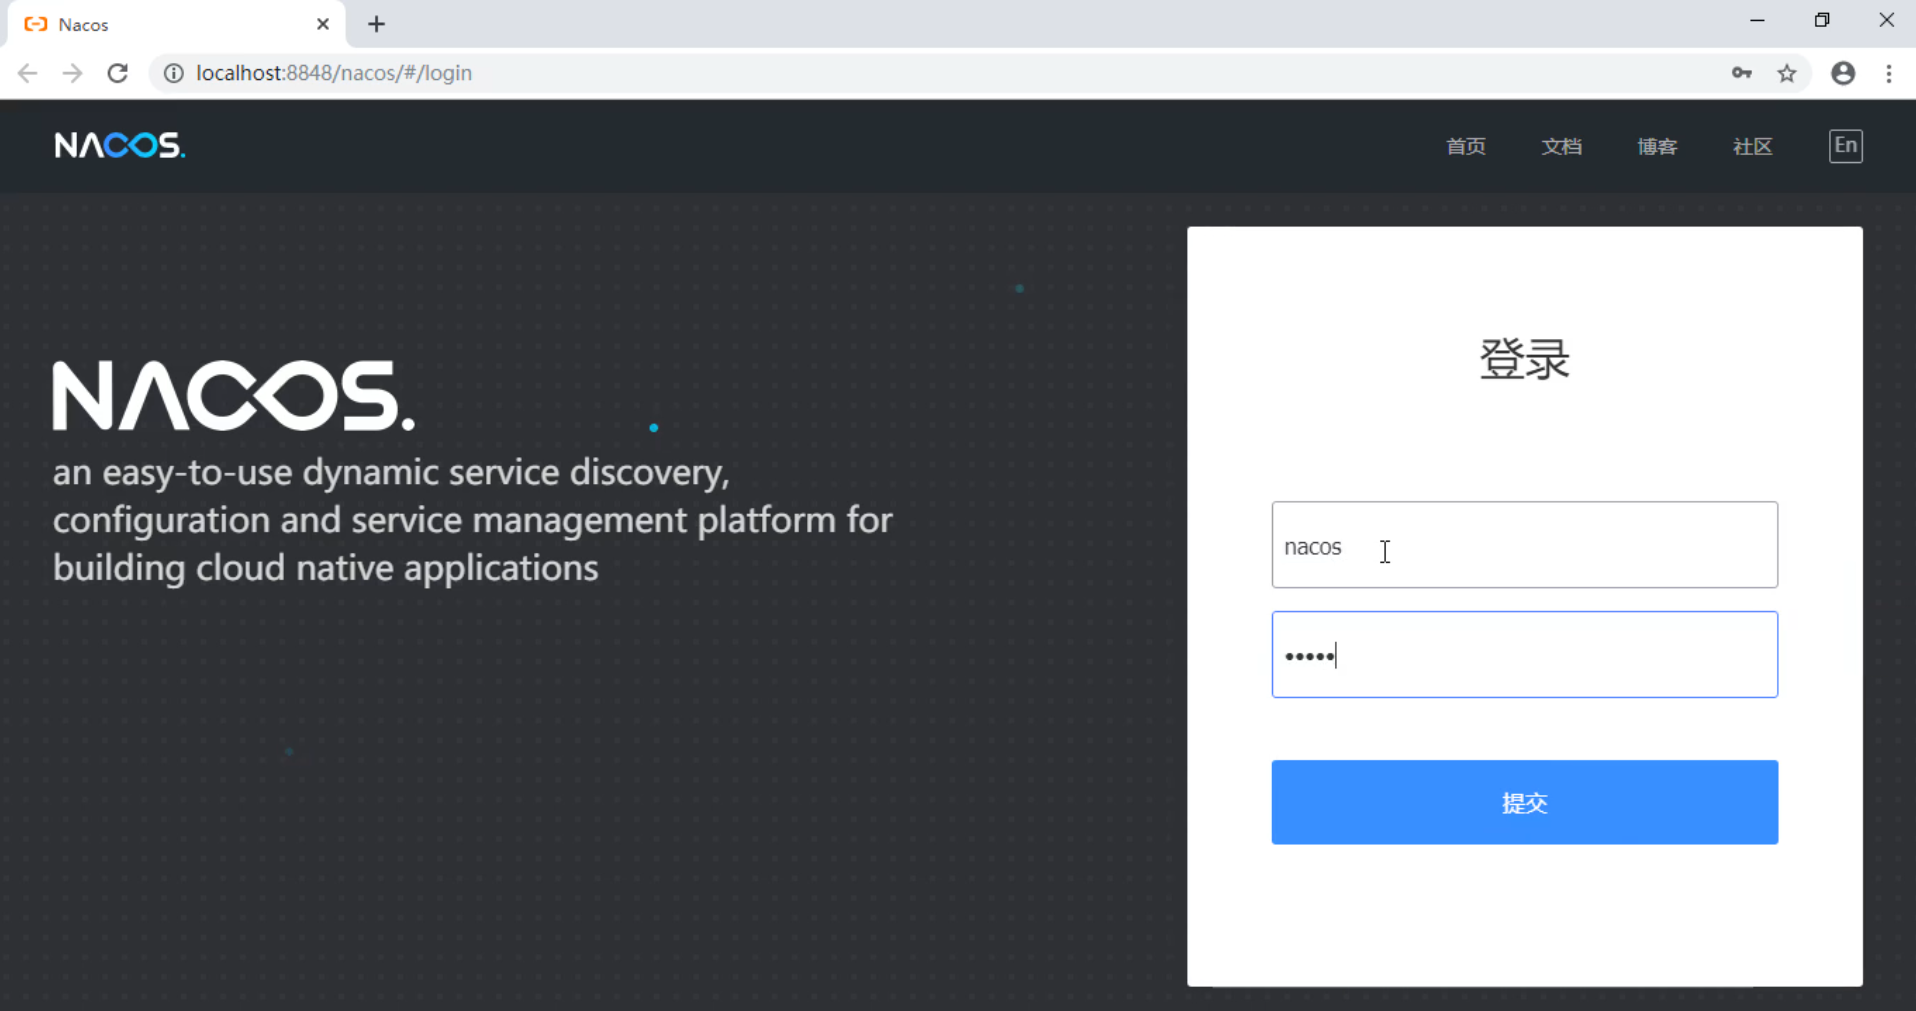 Nacos
localhost:8848/nacos/#/login
NACOS.
首页
文档
博客
社区
En
NACOS.
an easy-to-use dynamic service discovery,
configuration and service management platform for
building cloud native applications
登录
nacos
•••••
提交